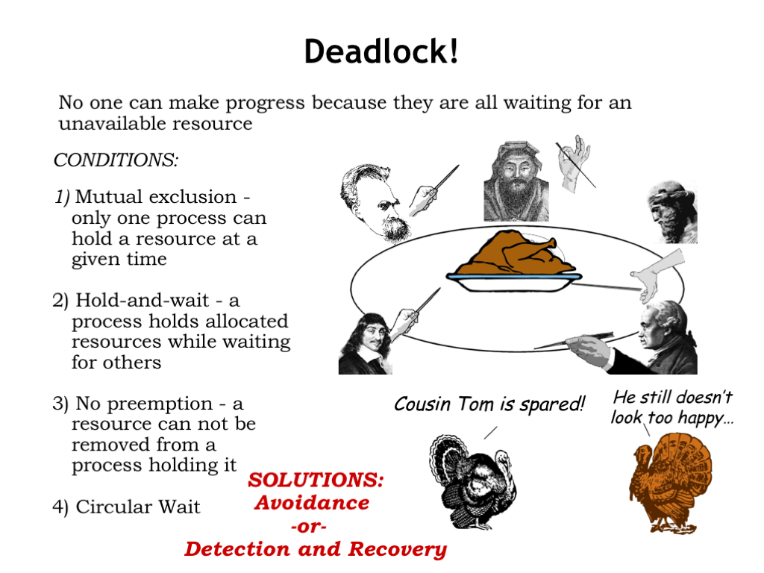 Deadlock!
No one can make progress because they are all waiting for an
unavailable resource
CONDITIONS:
1) Mutual exclusion -
only one process can
hold a resource at a
given time
2) Hold-and-wait - a
process holds allocated
resources while waiting
for others
3) No preemption - a
resource can not be
removed from a
process holding it
4) Circular Wait
SOLUTIONS:
Avoidance
-or-
Detection and Recovery
Cousin Tom is spared!
He still doesn't
look too happy…